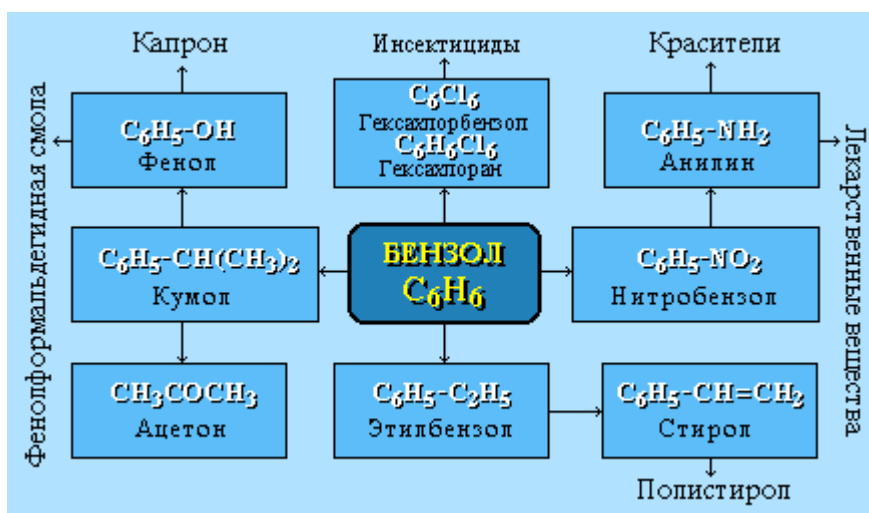 Капрон
Инсектициды
Красители
C₆H₅-OH
Фенол
C₆Cl₆
Гексахлорбензол
C₆H₆Cl₆
Гексахлоран
C₆H₅-NH₂
Анилин
Фенолформальдегидная смола
Лекарственные вещества
C₆H₅-CH(CH₃)₂
Кумол
БЕНЗОЛ
C₆H₆
C₆H₅-NO₂
Нитробензол
CH₃COCH₃
Ацетон
C₆H₅-C₂H₅
Этилбензол
C₆H₅-CH=CH₂
Стирол
Полистирол